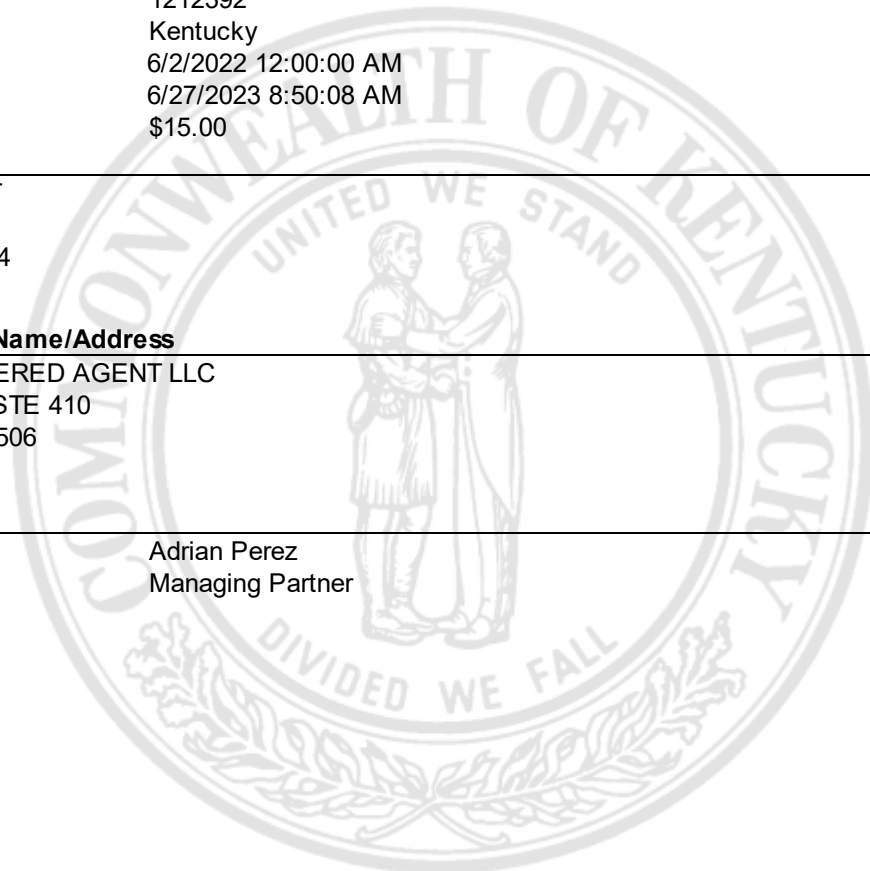 1212392
Kentucky
6/2/2022 12:00:00 AM
6/27/2023 8:50:08 AM
$15.00
4
Name/Address
ERED AGENT LLC
STE 410
506
Adrian Perez
Managing Partner
COMMONWEALTH OF KENTUCKY
UNITED WE STAND
DIVIDED WE FALL